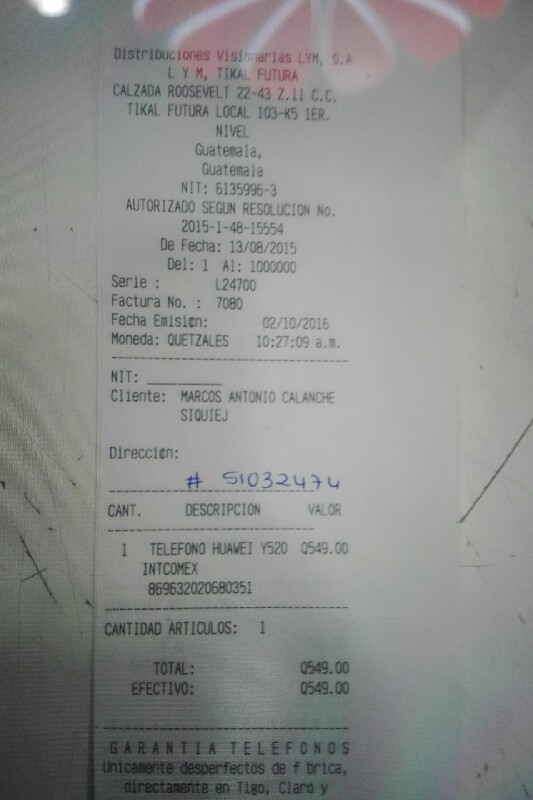 Distribuciones Visionarias LYM, S.A
L Y M, TIKAL FUTURA
CALZADA ROOSEVELT 22-43 Z.11 C.C.
TIKAL FUTURA LOCAL 103-K5 1ER.
NIVEL
Guatemala,
Guatemala
NIT: 6135996-3
AUTORIZADO SEGUN RESOLUCION No.
2015-1-48-15554
De Fecha: 13/08/2015
Del: 1 Al: 1000000
Serie : L24700
Factura No. : 7080
Fecha Emisi¢n: 02/10/2016
Moneda: QUETZALES 10:27:09 a.m.
NIT: __________
Cliente: MARCOS ANTONIO CALANCHE
SIQUIEJ
Direcci¢n:
# 51032474
CANT. DESCRIPCION VALOR
1 TELEFONO HUAWEI Y520 Q549.00
INTCOMEX
869632020680351
CANTIDAD ARTICULOS: 1
TOTAL: Q549.00
EFECTIVO: Q549.00
G A R A N T I A T E L E F O N O S
Unicamente desperfectos de f brica,
directamente en Tigo, Claro y